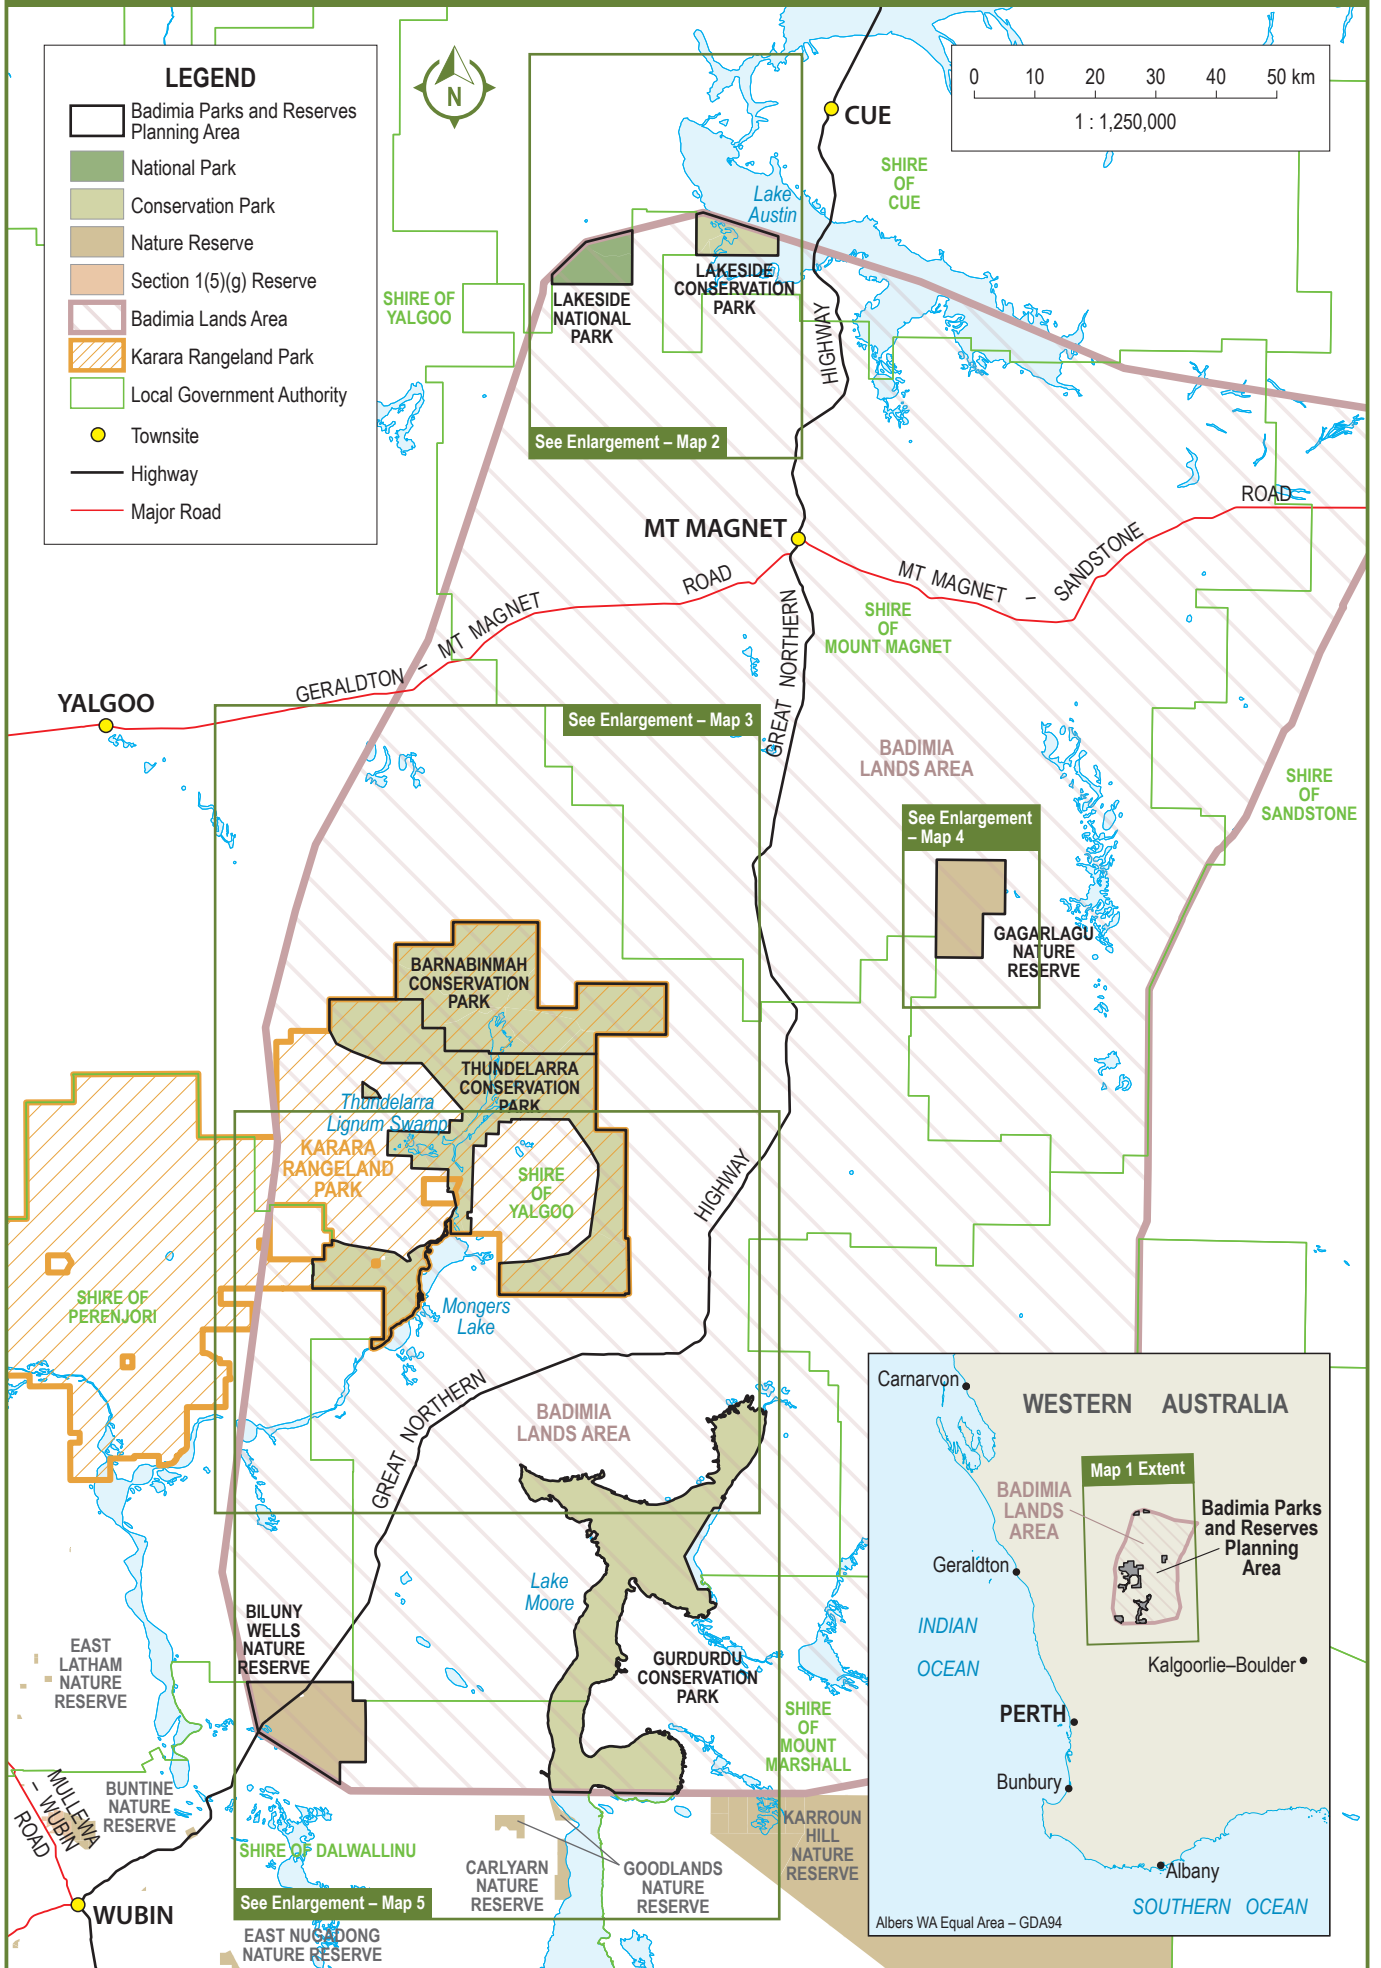 LEGEND
Badimia Parks and Reserves
Planning Area
National Park
Conservation Park
Nature Reserve
Section 1(5)(g) Reserve
Badimia Lands Area
Karara Rangeland Park
Local Government Authority
Townsite
Highway
Major Road
N
0 10 20 30 40 50 km
1 : 1,250,000
CUE
SHIRE
OF
CUE
Lake
Austin
LAKESIDE
CONSERVATION
PARK
LAKESIDE
NATIONAL
PARK
SHIRE OF
YALGOO
HIGHWAY
See Enlargement – Map 2
MT MAGNET
ROAD
MT MAGNET – SANDSTONE
ROAD
GERALDTON – MT MAGNET
SHIRE
OF
MOUNT MAGNET
GREAT NORTHERN
YALGOO
See Enlargement – Map 3
BADIMIA
LANDS AREA
SHIRE
OF
SANDSTONE
See Enlargement
– Map 4
GAGARLAGU
NATURE
RESERVE
BARNABINMAH
CONSERVATION
PARK
THUNDELARRA
CONSERVATION
PARK
Thundelarra
Lignum Swamp
KARARA
RANGELAND
PARK
SHIRE
OF
YALGOO
HIGHWAY
SHIRE OF
PERENJORI
Mongers
Lake
GREAT NORTHERN
BADIMIA
LANDS AREA
Lake
Moore
BILUNY
WELLS
NATURE
RESERVE
EAST
LATHAM
NATURE
RESERVE
GURDURDU
CONSERVATION
PARK
SHIRE
OF
MOUNT
MARSHALL
BUNTINE
NATURE
RESERVE
MULLEWA
– WUBIN
ROAD
SHIRE OF DALWALLINU
CARLYARN
NATURE
RESERVE
GOODLANDS
NATURE
RESERVE
KARROUN
HILL
NATURE
RESERVE
See Enlargement – Map 5
WUBIN
EAST NUGADONG
NATURE RESERVE
Carnarvon
WESTERN AUSTRALIA
Map 1 Extent
BADIMIA
LANDS
AREA
Badimia Parks
and Reserves
Planning
Area
Geraldton
INDIAN
OCEAN
Kalgoorlie–Boulder
PERTH
Bunbury
Albany
SOUTHERN OCEAN
Albers WA Equal Area – GDA94